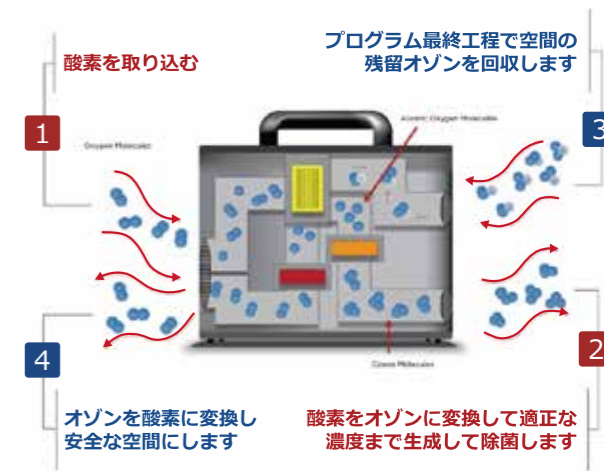 酸素を取り込む
プログラム最終工程で空間の
残留オゾンを回収します
1
3
Oxygen Molecules
Atomic Oxygen Molecules
4
2
Ozone Molecules
オゾンを酸素に変換し
安全な空間にします
酸素をオゾンに変換して適正な
濃度まで生成して除菌します